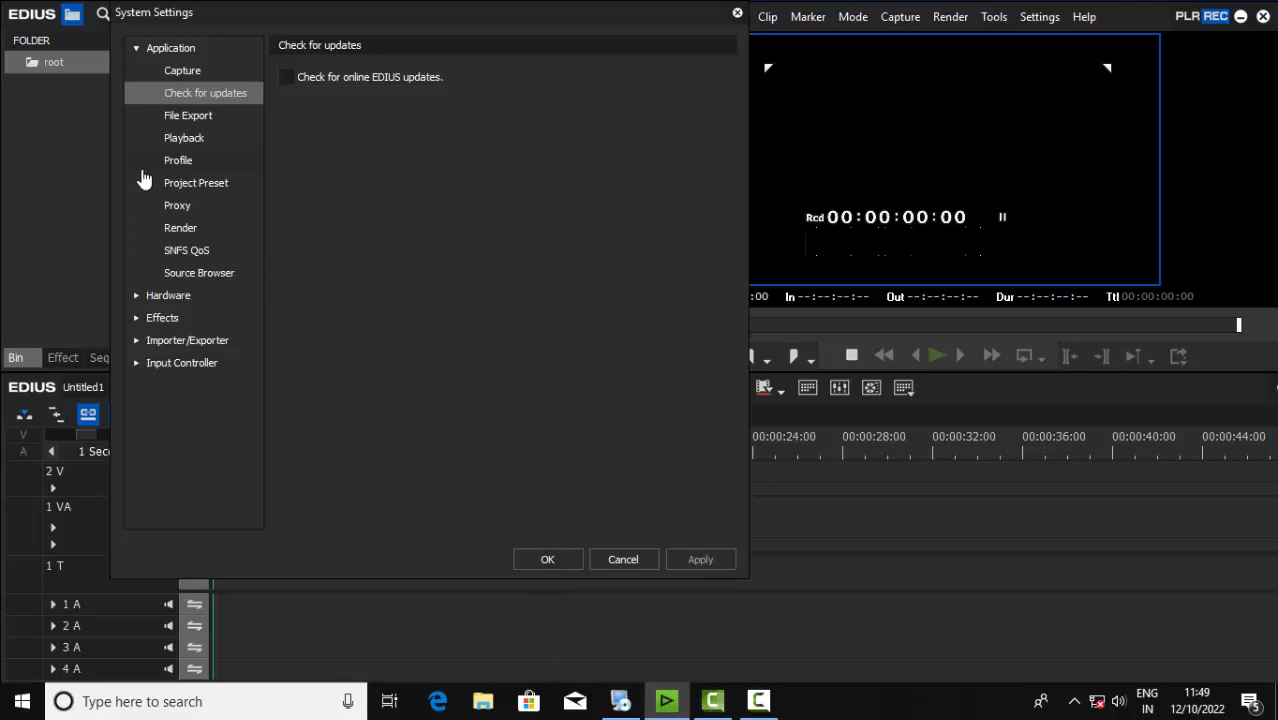 EDIUS
System Settings
Clip Marker Mode Capture Render Tools Settings Help PLR REC
FOLDER
root
Application
Capture
Check for updates
File Export
Playback
Profile
Project Preset
Proxy
Render
SNFS QoS
Source Browser
Hardware
Effects
Importer/Exporter
Input Controller
Check for updates
Check for online EDIUS updates.
OK Cancel Apply
Rcd 00:00:00:00
:00 In --:--:--:-- Out --:--:--:-- Dur --:--:--:-- Ttl 00:00:00:00
Bin Effect Seq
EDIUS Untitled1
V
A 1 Sec
00:00:24:00 00:00:28:00 00:00:32:00 00:00:36:00 00:00:40:00 00:00:44:00
2 V
1 VA
1 T
1 A
2 A
3 A
4 A
Type here to search
ENG
IN
11:49
12/10/2022
5